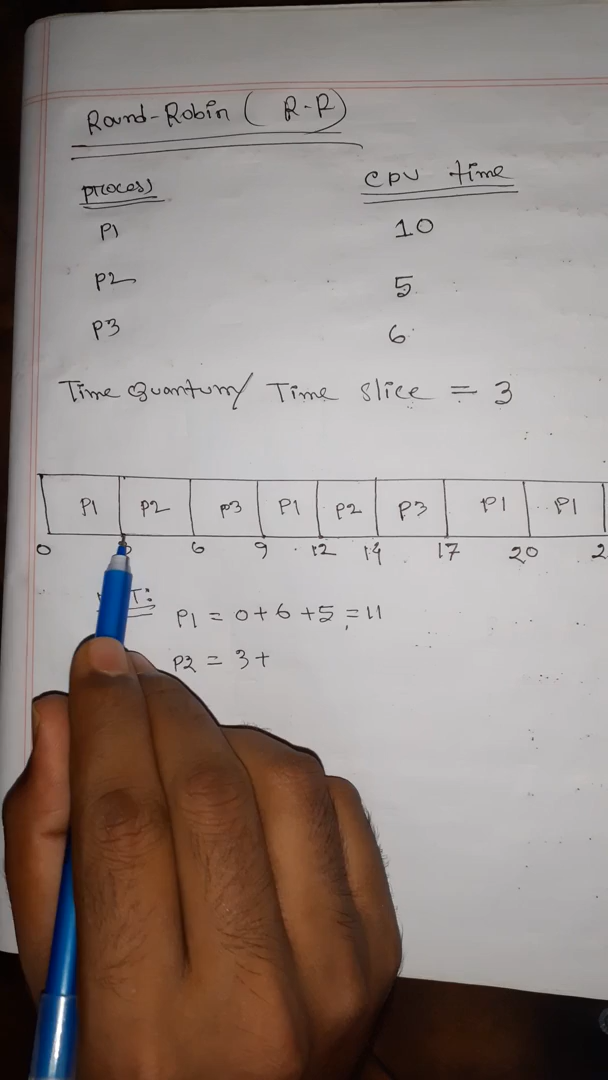 Round-Robin ( R-R)
process CPU time
P1 10
P2 5
P3 6
Time Quantum/ Time slice = 3
P1 P2 P3 P1 P2 P3 P1 P1
0 6 9 12 14 17 20
T:
P1 = 0+6+5=11
P2 = 3+